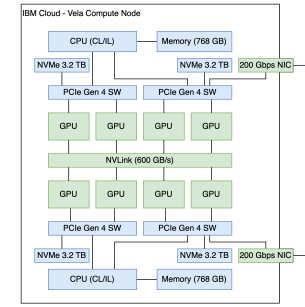 IBM Cloud - Vela Compute Node
CPU (CL/IL)
Memory (768 GB)
NVMe 3.2 TB
NVMe 3.2 TB
200 Gbps NIC
PCIe Gen 4 SW
PCIe Gen 4 SW
GPU
GPU
GPU
GPU
NVLink (600 GB/s)
GPU
GPU
GPU
GPU
PCIe Gen 4 SW
PCIe Gen 4 SW
NVMe 3.2 TB
NVMe 3.2 TB
200 Gbps NIC
CPU (CL/IL)
Memory (768 GB)